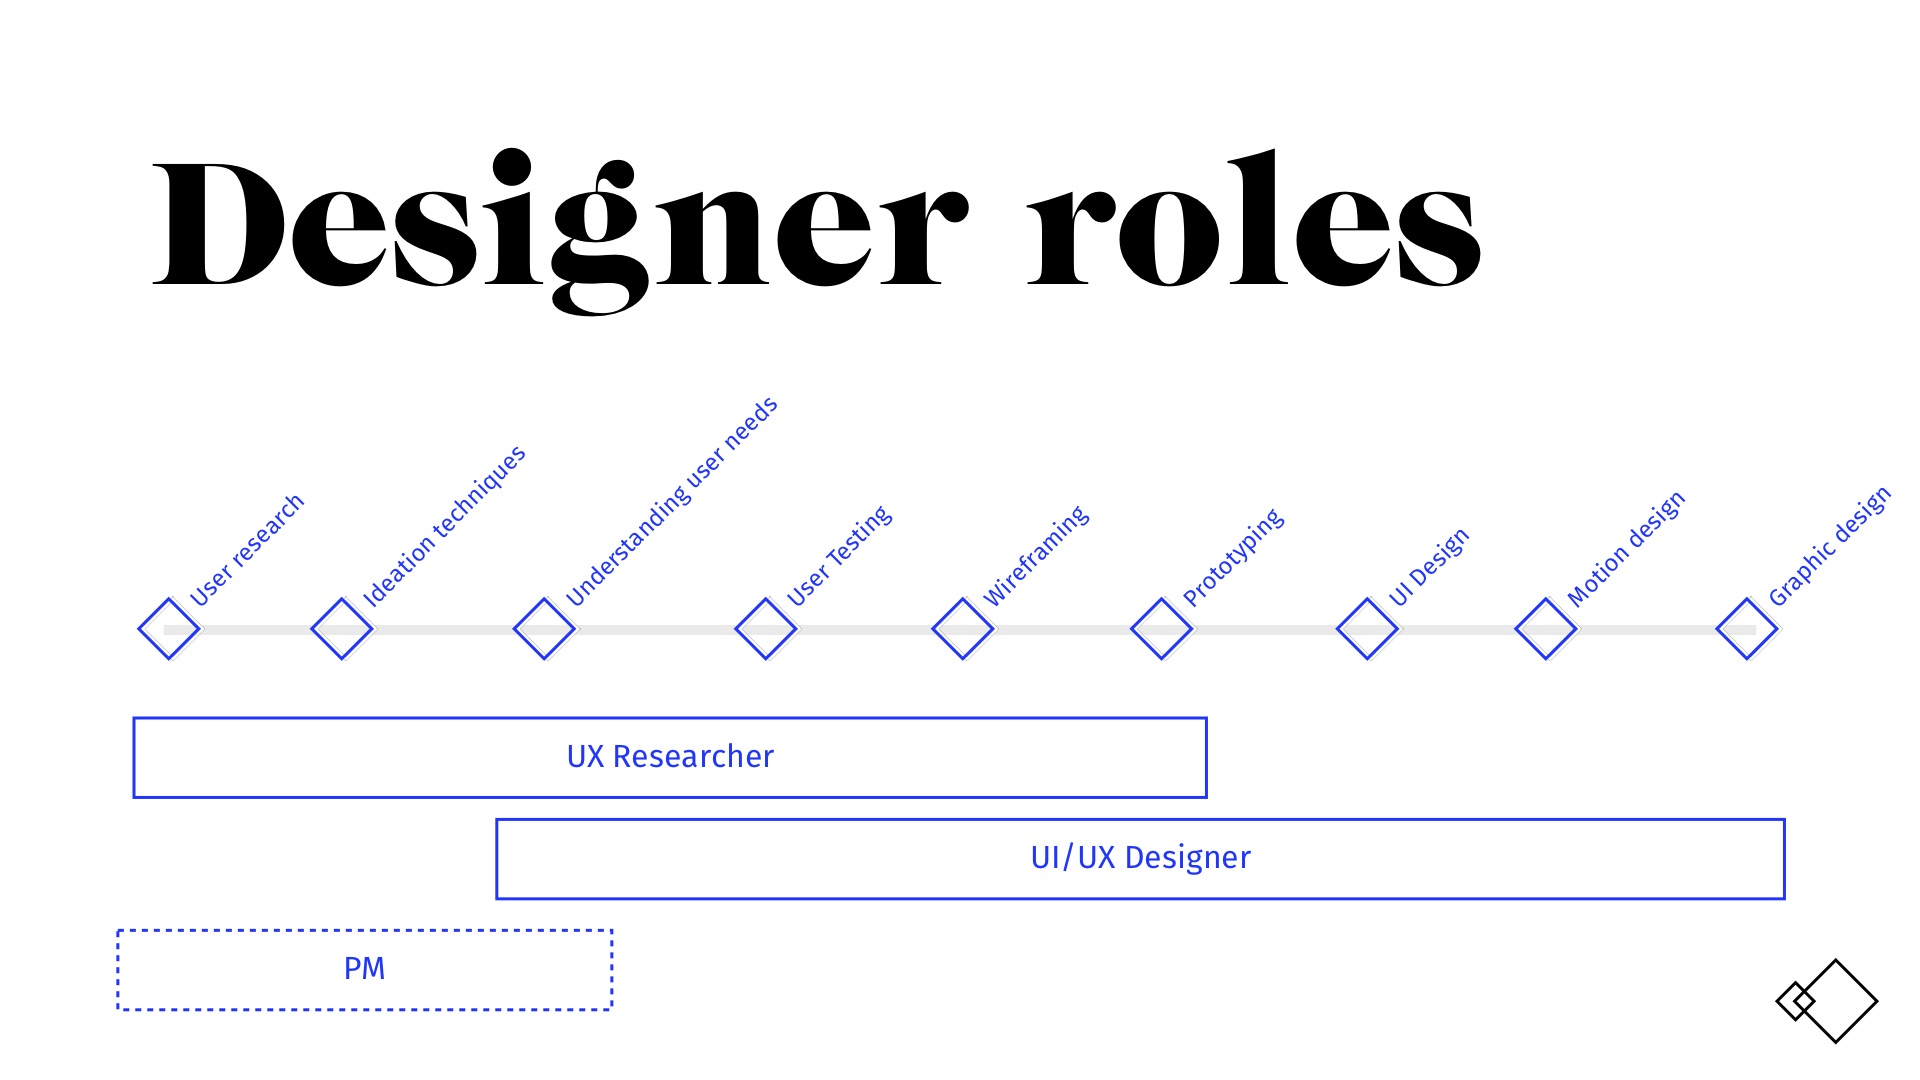 Designer roles
User research
Ideation techniques
Understanding user needs
User Testing
Wireframing
Prototyping
UI Design
Motion design
Graphic design
UX Researcher
UI/UX Designer
PM